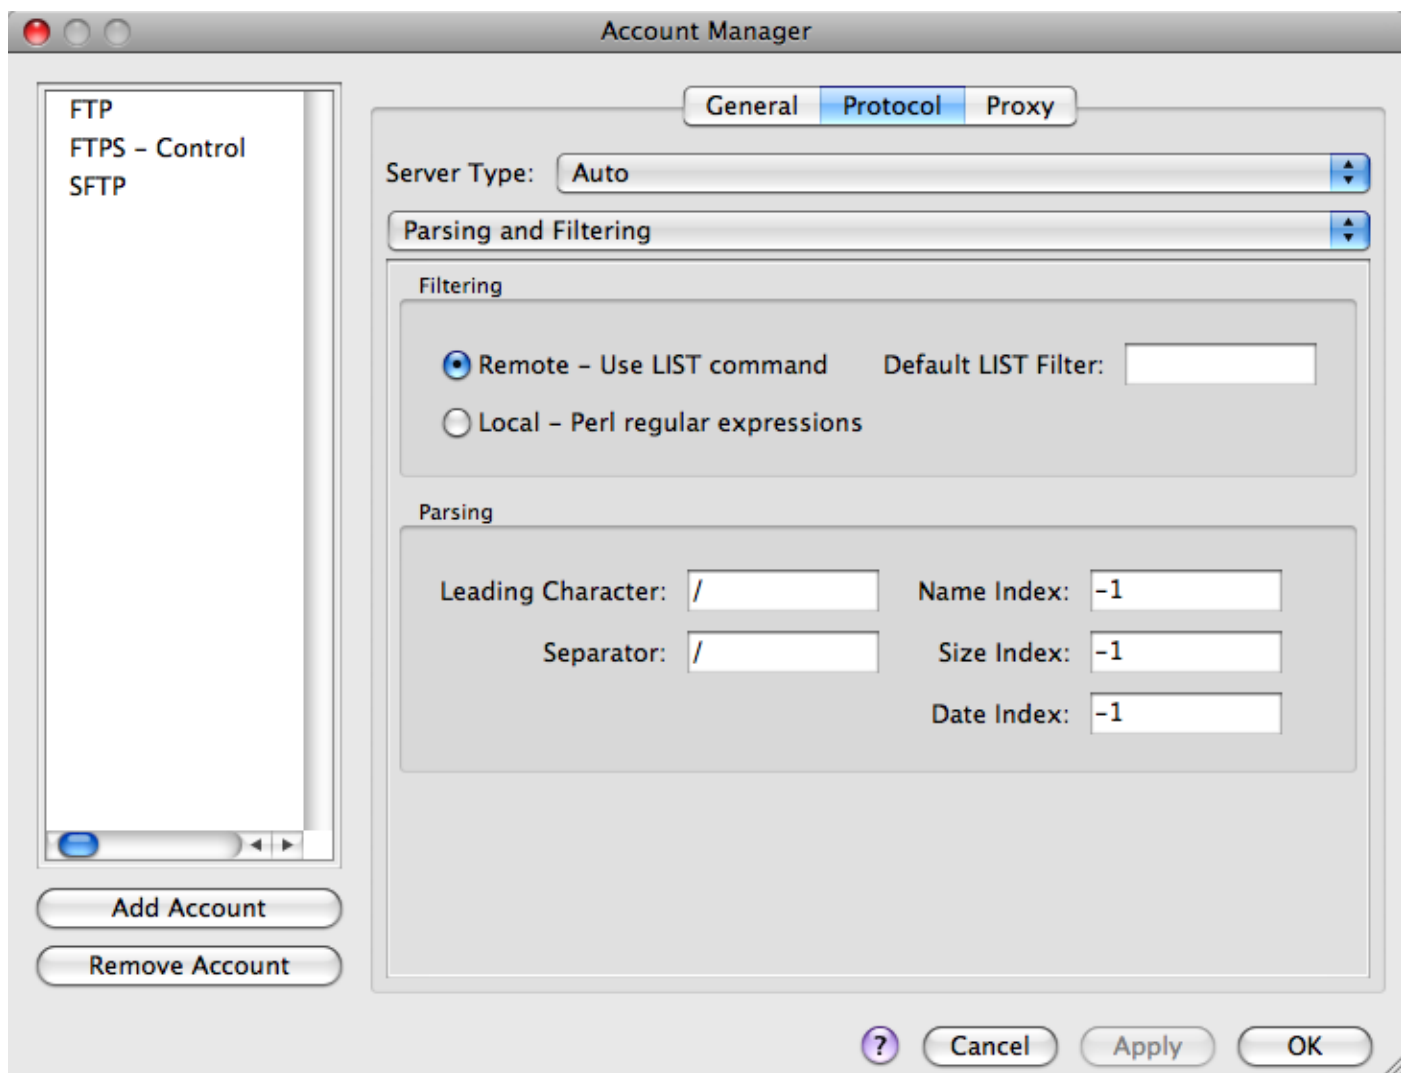 Account Manager
FTP
FTPS – Control
SFTP
Add Account
Remove Account
General Protocol Proxy
Server Type: Auto
Parsing and Filtering
Filtering
Remote – Use LIST command Default LIST Filter:
Local – Perl regular expressions
Parsing
Leading Character: / Name Index: -1
Separator: / Size Index: -1
Date Index: -1
? Cancel Apply OK